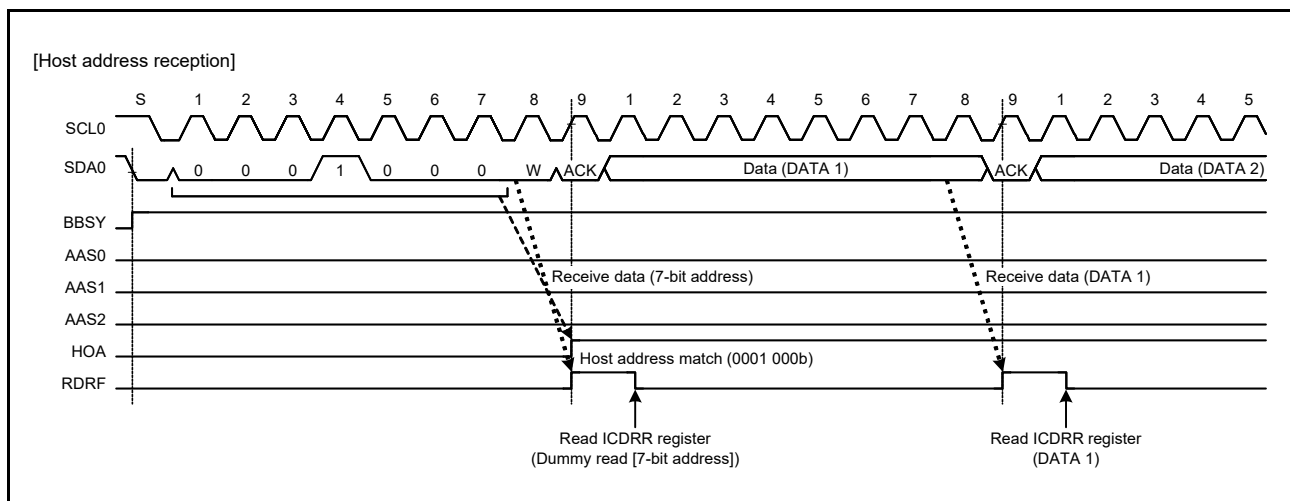 [Host address reception]
S 1 2 3 4 5 6 7 8 9 1 2 3 4 5 6 7 8 9 1 2 3 4 5
SCL0
SDA0 0 0 0 1 0 0 0 W ACK Data (DATA 1) ACK Data (DATA 2)
BBSY
AAS0
Receive data (7-bit address) Receive data (DATA 1)
AAS1
AAS2
HOA
Host address match (0001 000b)
RDRF
Read ICDRR register Read ICDRR register
(Dummy read [7-bit address]) (DATA 1)